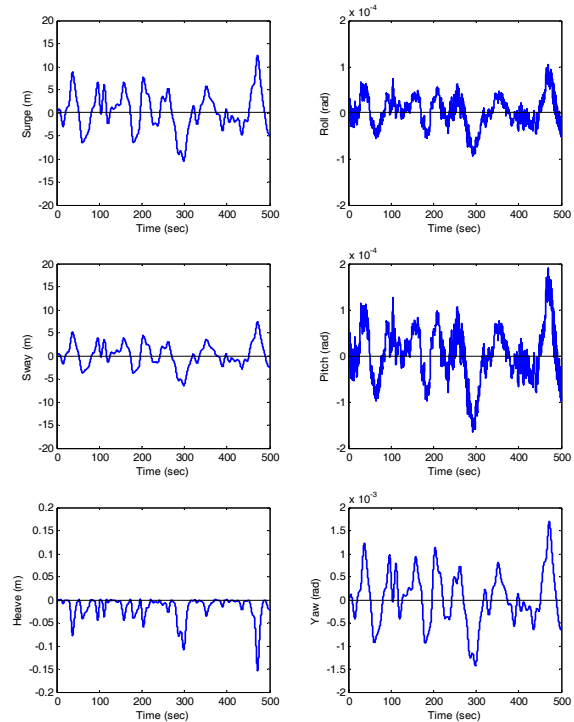 20
15
10
5
0
-5
-10
-15
-20
0 100 200 300 400 500
Time (sec)
Surge (m)
x 10⁻⁴
2
1
0
-1
-2
0 100 200 300 400 500
Time (sec)
Roll (rad)
20
15
10
5
0
-5
-10
-15
-20
0 100 200 300 400 500
Time (sec)
Sway (m)
x 10⁻⁴
2
1
0
-1
-2
0 100 200 300 400 500
Time (sec)
Pitch (rad)
0.2
0.15
0.1
0.05
0
-0.05
-0.1
-0.15
0.2
0 100 200 300 400 500
Time (sec)
Heave (m)
x 10⁻³
2
1.5
1
0.5
0
-0.5
-1
-1.5
-2
0 100 200 300 400 500
Time (sec)
Yaw (rad)